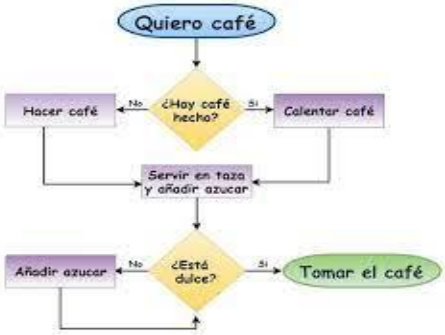 Quiero café
¿Hay café
hecho?
No
Si
Hacer café
Calentar café
Servir en taza
y añadir azucar
¿Está
dulce?
No
Si
Añadir azucar
Tomar el café